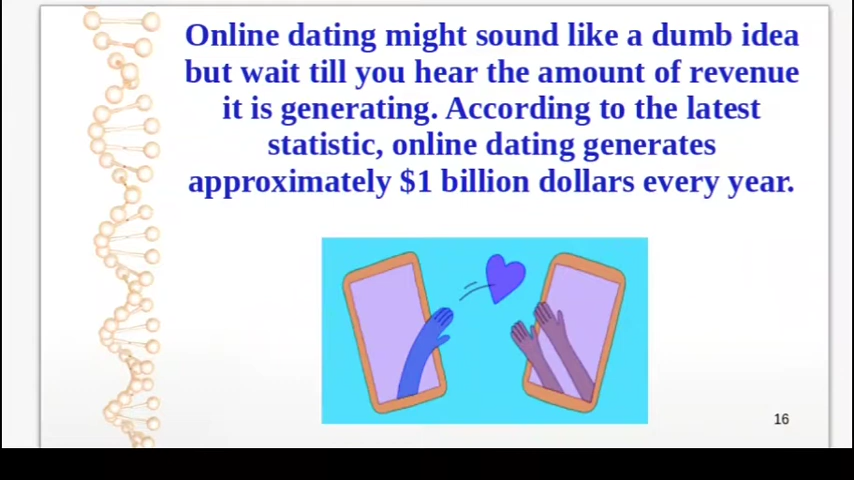 Online dating might sound like a dumb idea
but wait till you hear the amount of revenue
it is generating. According to the latest
statistic, online dating generates
approximately $1 billion dollars every year.
16